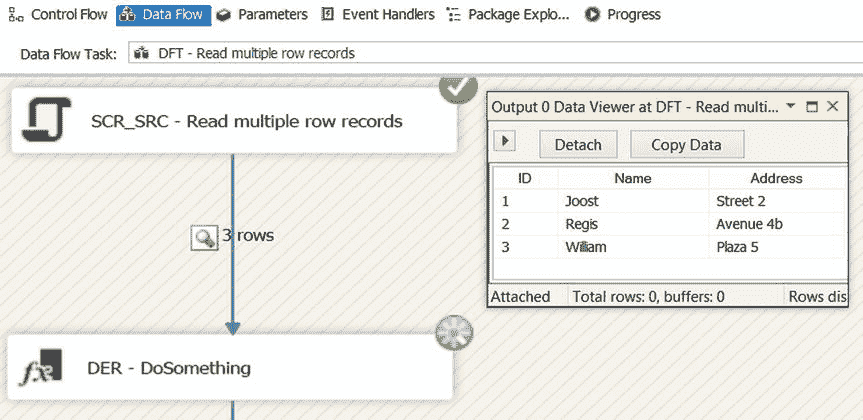 Control Flow Data Flow Parameters Event Handlers Package Explo... Progress
Data Flow Task: DFT - Read multiple row records
SCR_SRC - Read multiple row records
3 rows
DER - DoSomething
fx
Output 0 Data Viewer at DFT - Read multi...
Detach Copy Data
ID Name Address
1 Joost Street 2
2 Regis Avenue 4b
3 William Plaza 5
Attached Total rows: 0, buffers: 0 Rows dis